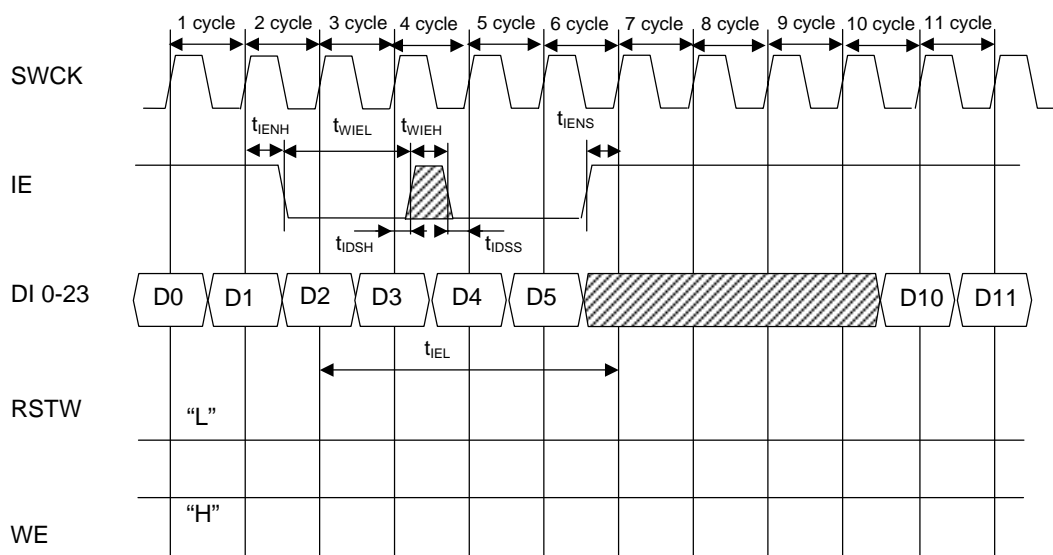 1 cycle 2 cycle 3 cycle 4 cycle 5 cycle 6 cycle 7 cycle 8 cycle 9 cycle 10 cycle 11 cycle
SWCK
tIENH tWIEL tWIEH tIENS
IE
tIDSH tIDSS
DI 0-23 D0 D1 D2 D3 D4 D5 D10 D11
tIEL
RSTW “L”
“H”
WE